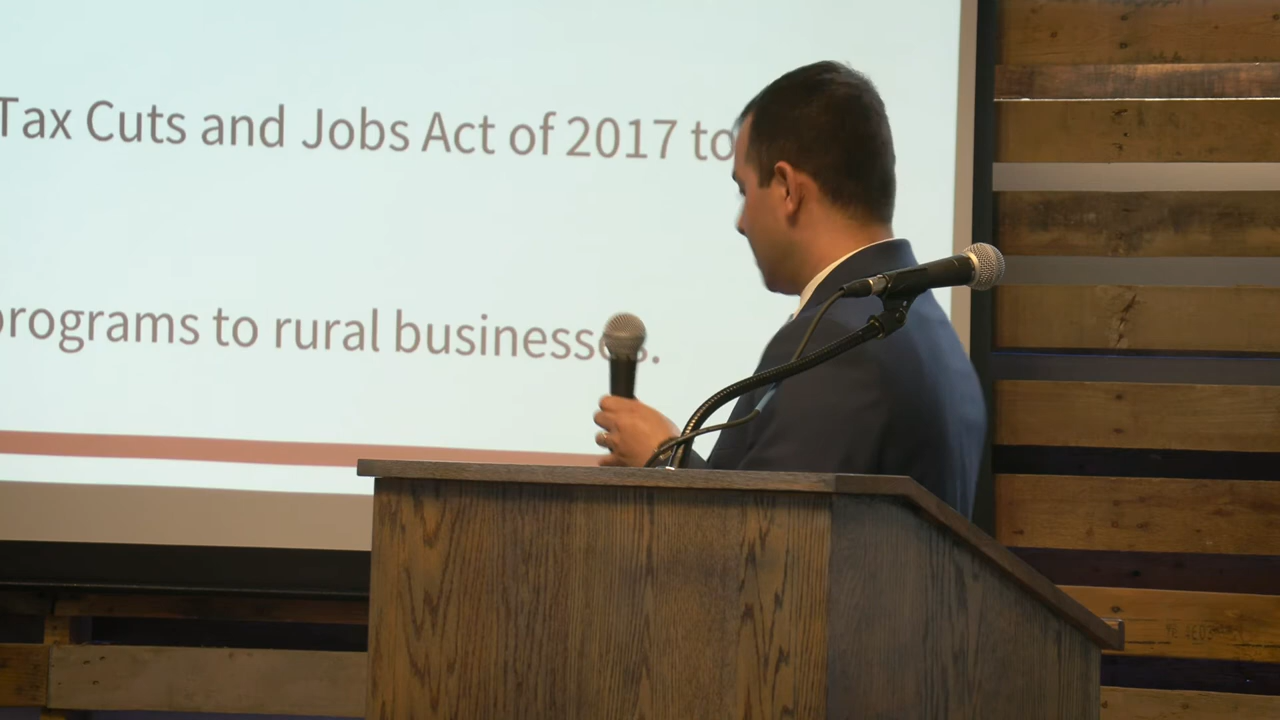 Tax Cuts and Jobs Act of 2017 to
programs to rural businesses.